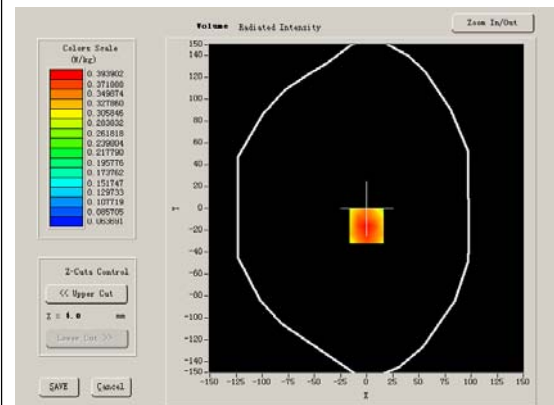 Volume Radiated Intensity
Zoom In/Out
Colors Scale
(W/kg)
0.393902
0.371888
0.349874
0.327860
0.305846
0.283832
0.261818
0.239804
0.217790
0.195776
0.173762
0.151747
0.129733
0.107719
0.085705
0.063691
Z-Cuts Control
<< Upper Cut
Z = 4.0 mm
Lower Cut >>
SAVE
Cancel
150
140
120
100
80
60
40
20
0
-20
-40
-60
-80
-100
-120
-140
-150
Y
-150 -125 -100 -75 -50 -25 0 25 50 75 100 125 150
X